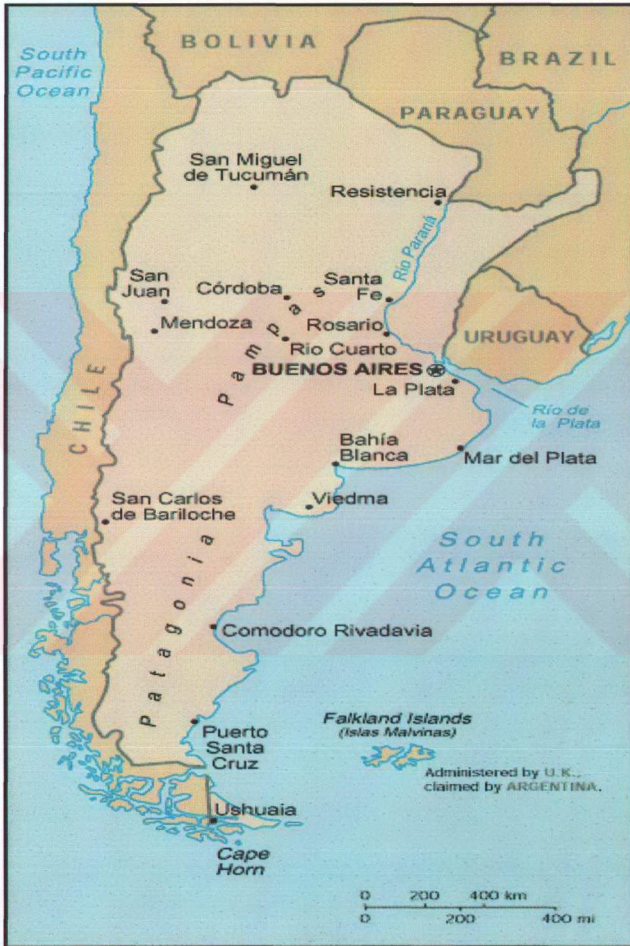 BOLIVIA
BRAZIL
South
Pacific
Ocean
PARAGUAY
San Miguel
de Tucumán
Resistencia
Río Paraná
San
Juan
Córdoba
Santa
Fe
Mendoza
Pampas
Rosario
Rio Cuarto
URUGUAY
BUENOS AIRES
La Plata
Río de
la Plata
CHILE
Bahía
Blanca
Mar del Plata
San Carlos
de Bariloche
Viedma
South
Atlantic
Ocean
Patagonia
Comodoro Rivadavia
Puerto
Santa
Cruz
Falkland Islands
(Islas Malvinas)
Administered by U.K.,
claimed by ARGENTINA.
Ushuaia
Cape
Horn
0 200 400 km
0 200 400 mi